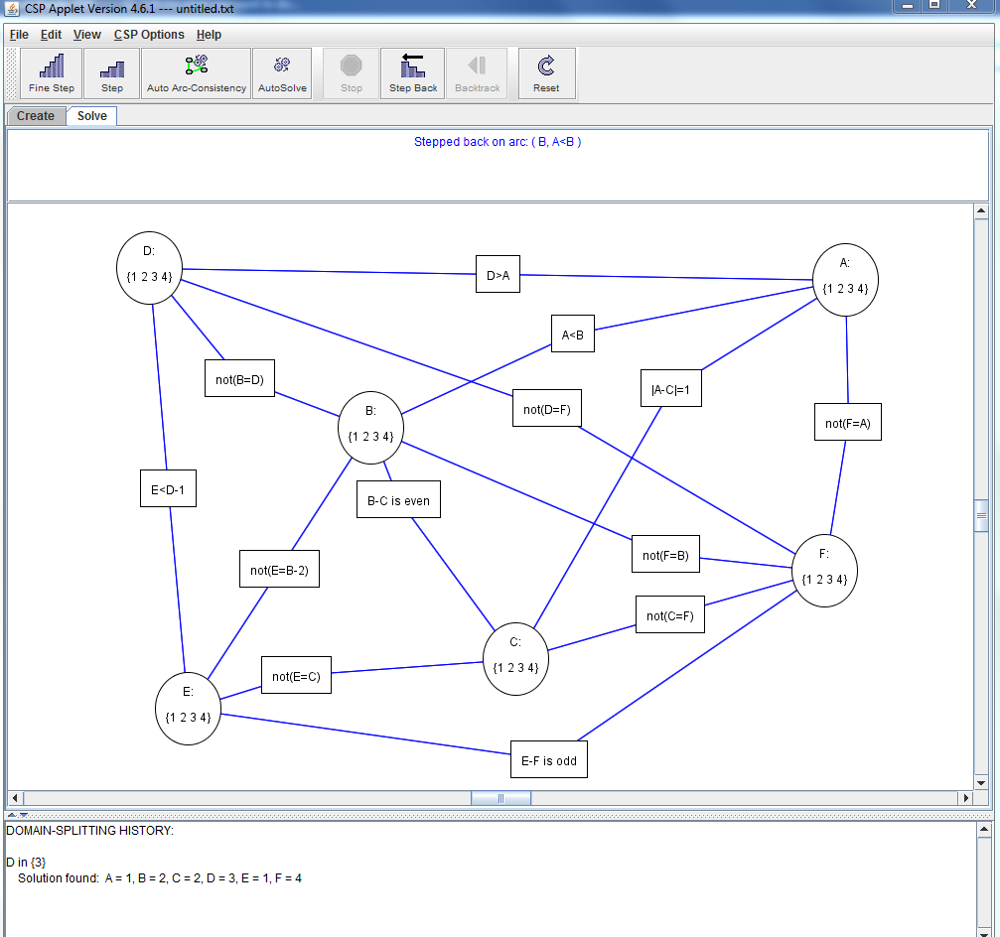 CSP Applet Version 4.6.1 --- untitled.txt
File Edit View CSP Options Help
Fine Step Step Auto Arc-Consistency AutoSolve Stop Step Back Backtrack Reset
Create Solve
Stepped back on arc: ( B, A<B )
D:
{1 2 3 4}
D>A
A:
{1 2 3 4}
A<B
not(B=D)
|A-C|=1
not(D=F)
B:
{1 2 3 4}
not(F=A)
E<D-1
B-C is even
not(F=B)
F:
{1 2 3 4}
not(E=B-2)
not(C=F)
C:
{1 2 3 4}
not(E=C)
E:
{1 2 3 4}
E-F is odd
DOMAIN-SPLITTING HISTORY:
D in {3}
Solution found: A = 1, B = 2, C = 2, D = 3, E = 1, F = 4